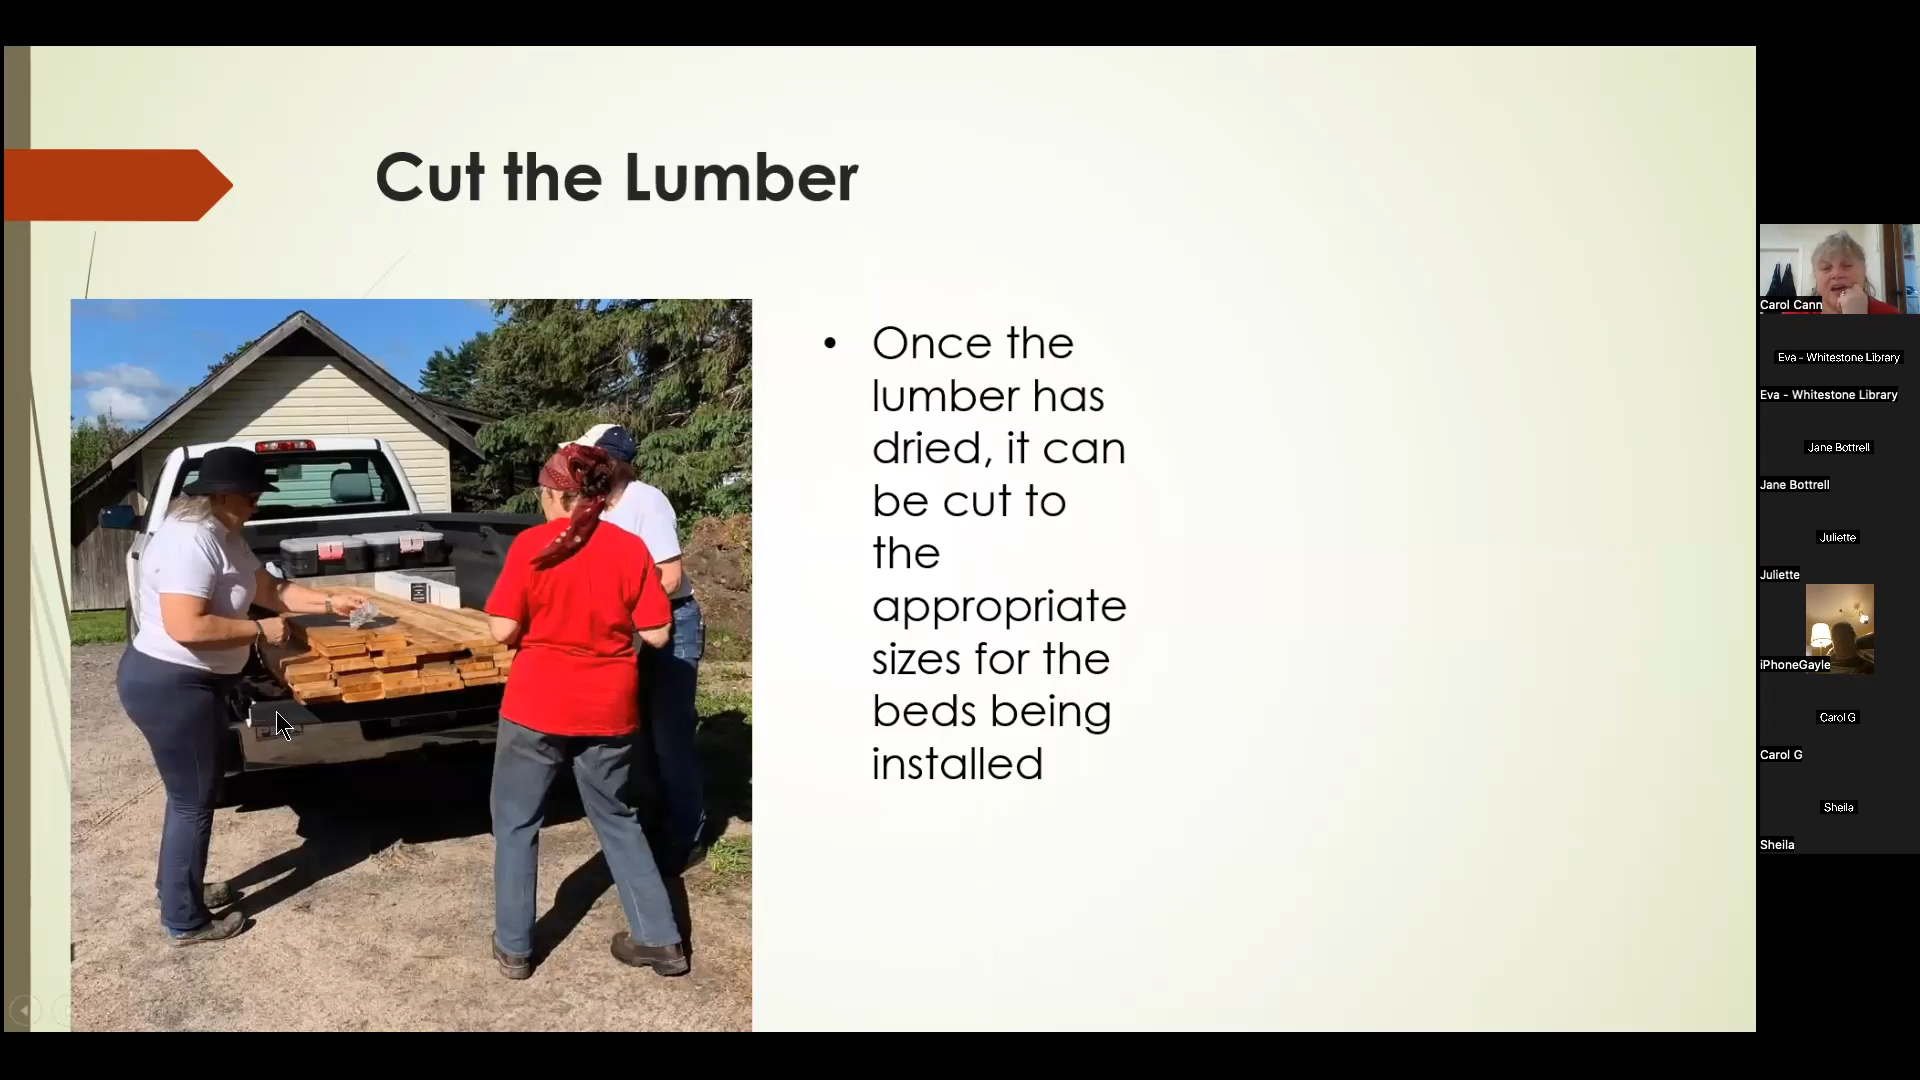 Cut the Lumber
• Once the
lumber has
dried, it can
be cut to
the
appropriate
sizes for the
beds being
installed
Carol Cann
Eva - Whitestone Library
Eva - Whitestone Library
Jane Bottrell
Jane Bottrell
Juliette
Juliette
iPhoneGayle
Carol G
Carol G
Sheila
Sheila